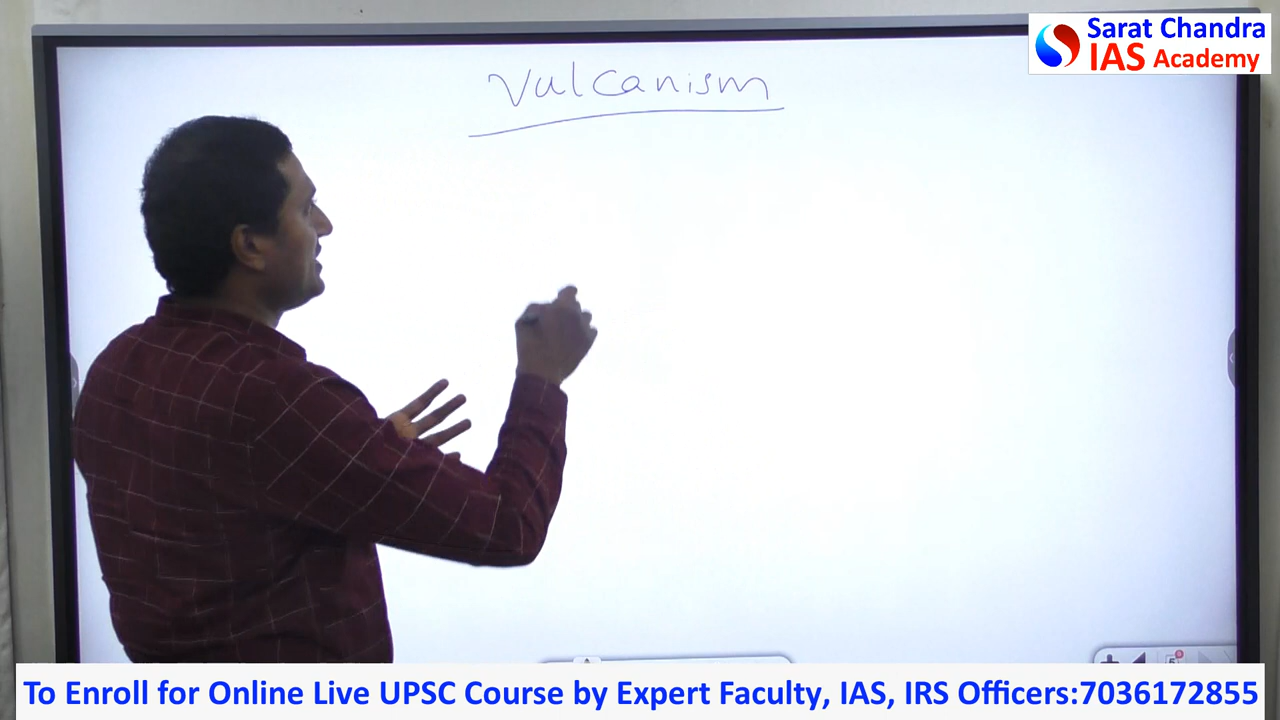 Sarat Chandra
IAS Academy
Vulcanism
To Enroll for Online Live UPSC Course by Expert Faculty, IAS, IRS Officers:7036172855